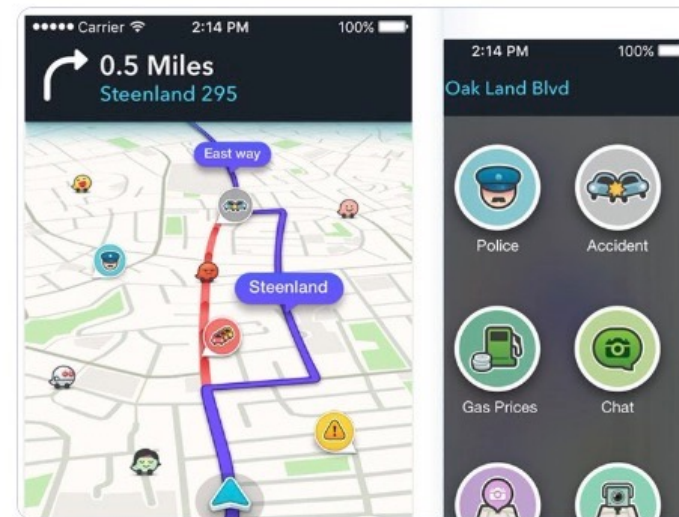 Carrier 2:14 PM 100%
0.5 Miles
Steenland 295
East way
Steenland
2:14 PM 100%
Oak Land Blvd
Police Accident
Gas Prices Chat